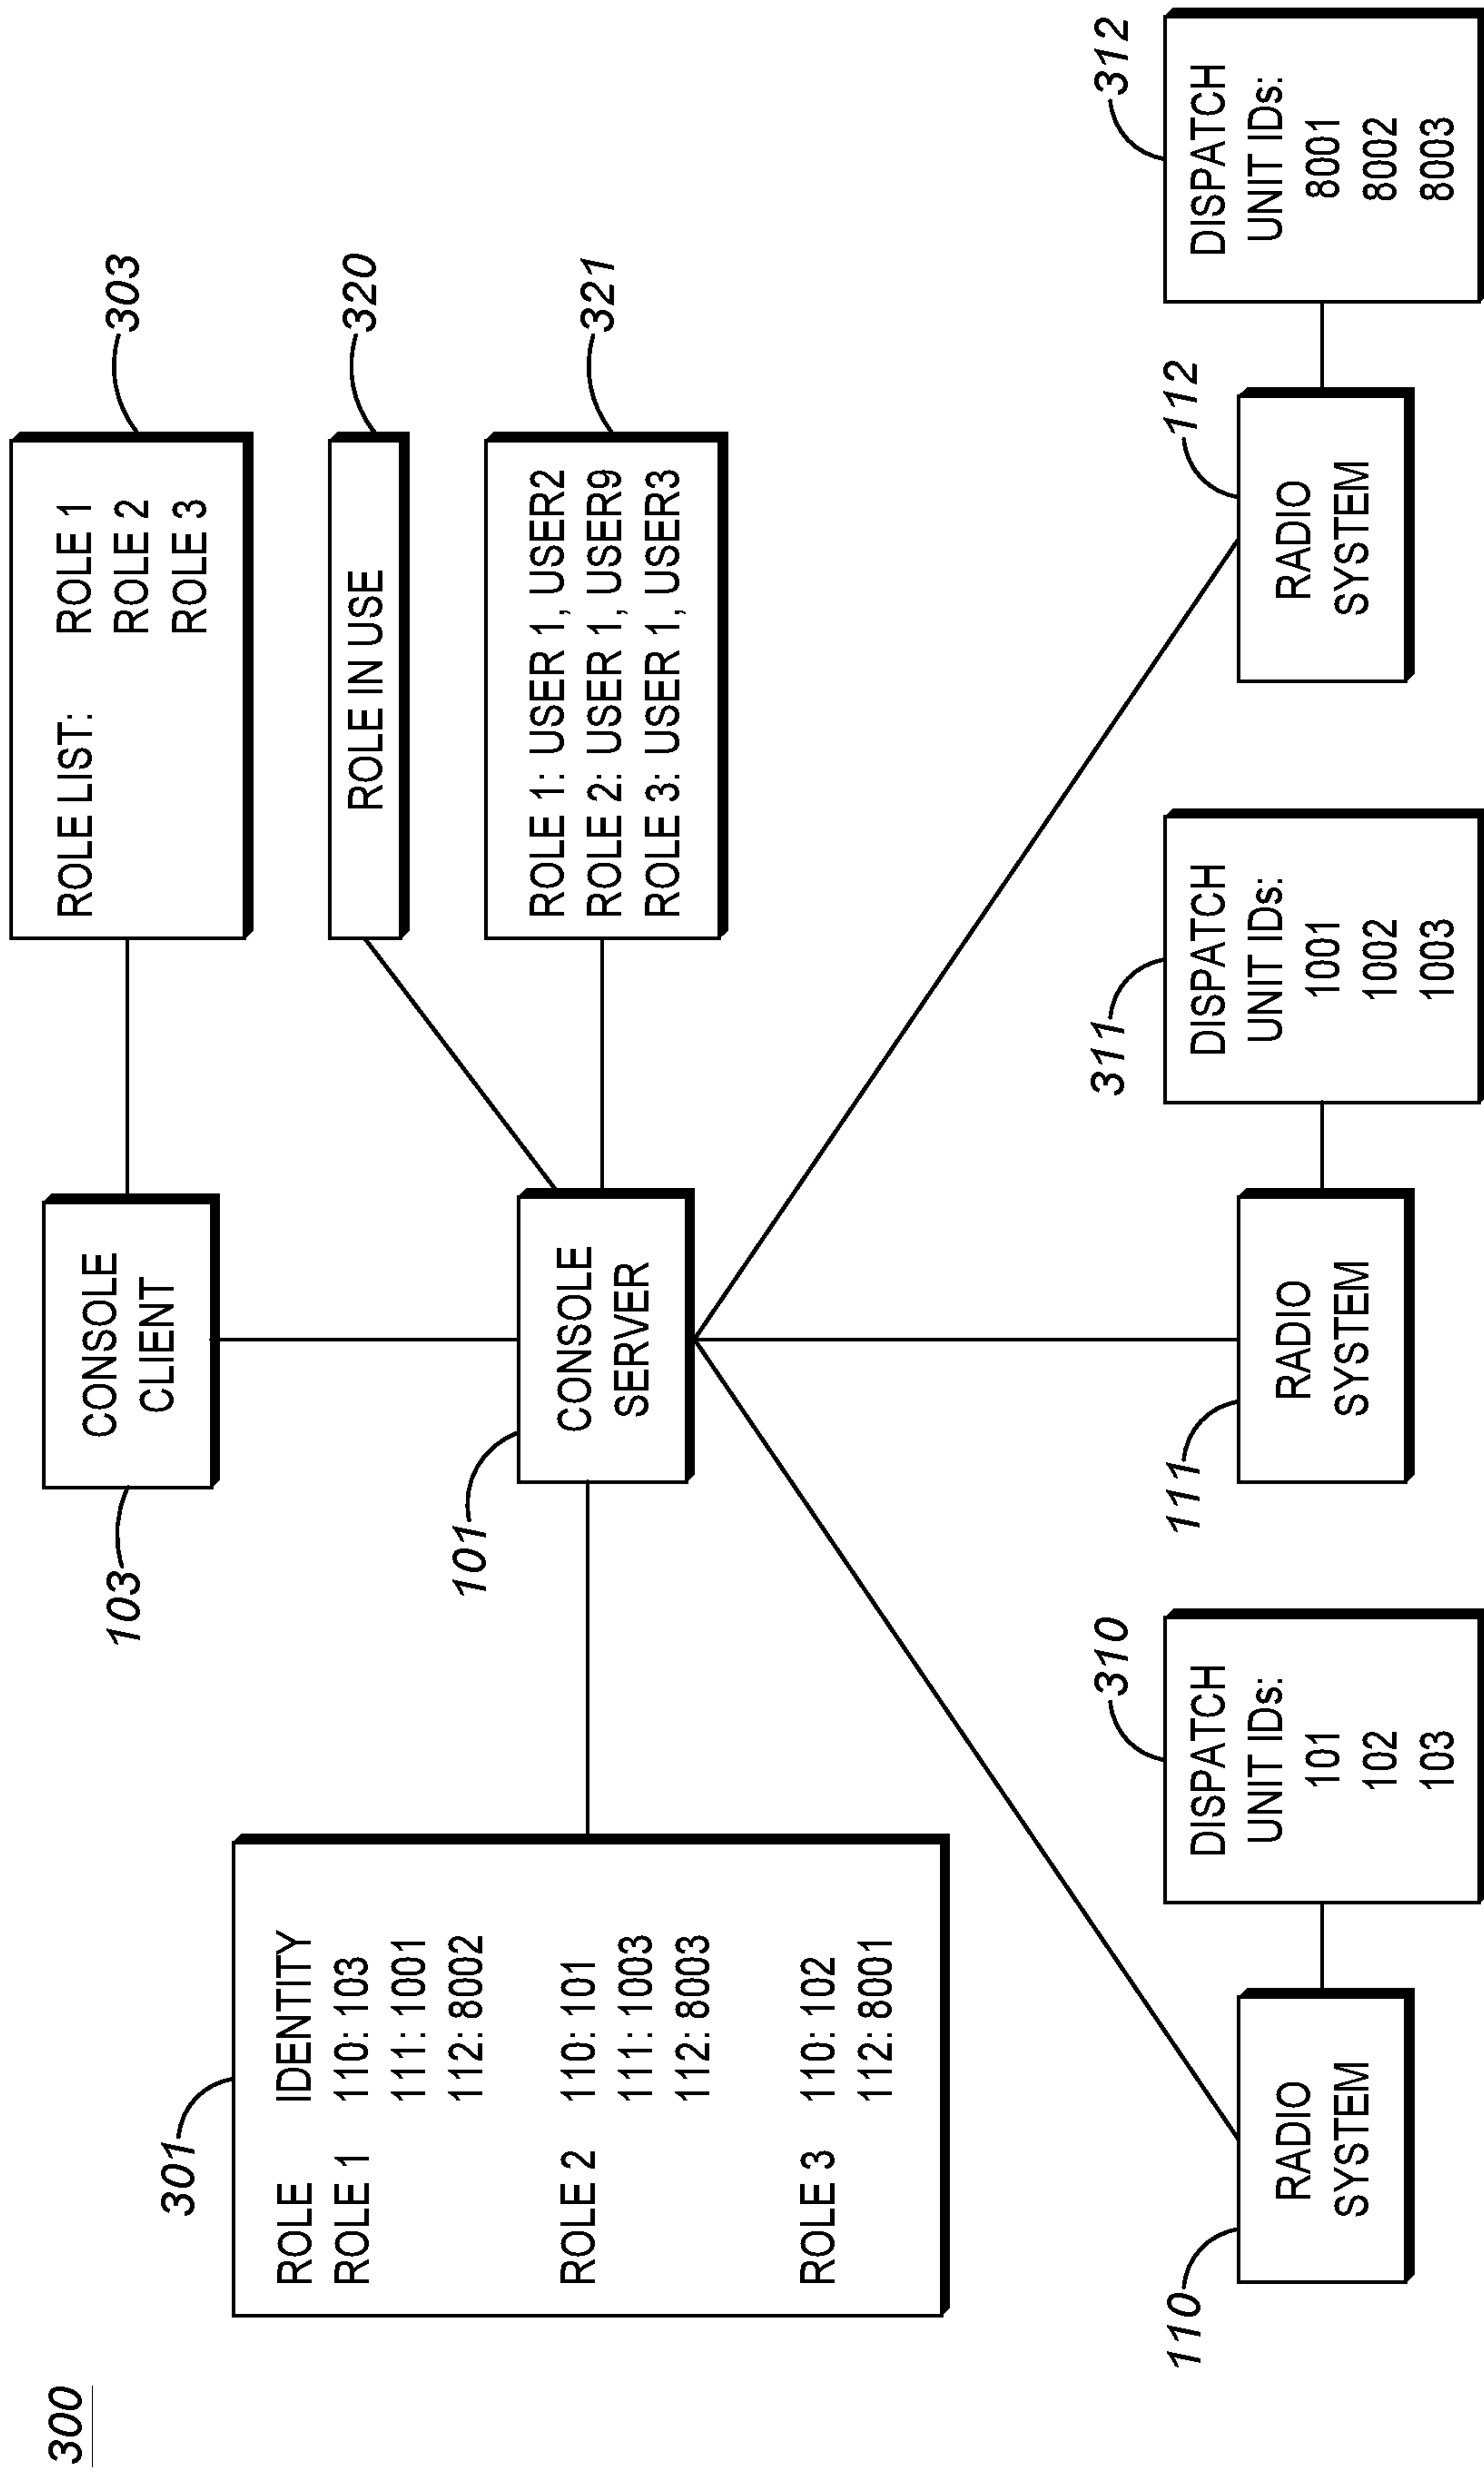 300
301
ROLE IDENTITY
ROLE 1 110: 103
111: 1001
112: 8002
ROLE 2 110: 101
111: 1003
112: 8003
ROLE 3 110: 102
112: 8001
103
CONSOLE
CLIENT
ROLE LIST: ROLE 1
ROLE 2
ROLE 3
303
ROLE IN USE
320
101
CONSOLE
SERVER
ROLE 1: USER 1, USER2
ROLE 2: USER 1, USER9
ROLE 3: USER 1, USER3
321
110
RADIO
SYSTEM
310
DISPATCH
UNIT IDs:
101
102
103
111
RADIO
SYSTEM
311
DISPATCH
UNIT IDs:
1001
1002
1003
112
RADIO
SYSTEM
312
DISPATCH
UNIT IDs:
8001
8002
8003